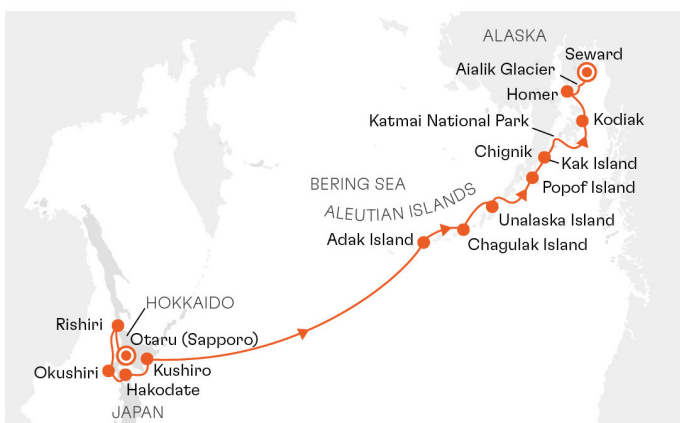 ALASKA
Seward
Aialik Glacier
Homer
Katmai National Park
Kodiak
Chignik
Kak Island
BERING SEA
Popof Island
ALEUTIAN ISLANDS
Unalaska Island
Adak Island
Chagulak Island
HOKKAIDO
Rishiri
Otaru (Sapporo)
Okushiri
Kushiro
Hakodate
JAPAN